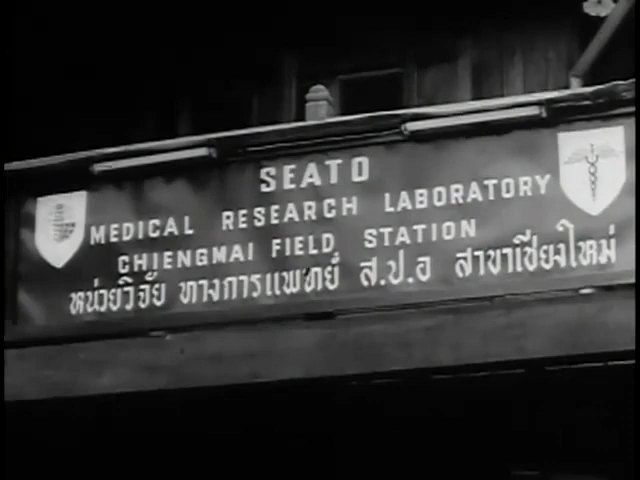 SEATO
MEDICAL RESEARCH LABORATORY
CHIENGMAI FIELD STATION
หน่วยวิจัย ทางการแพทย์ ส.ป.อ สาขาเชียงใหม่